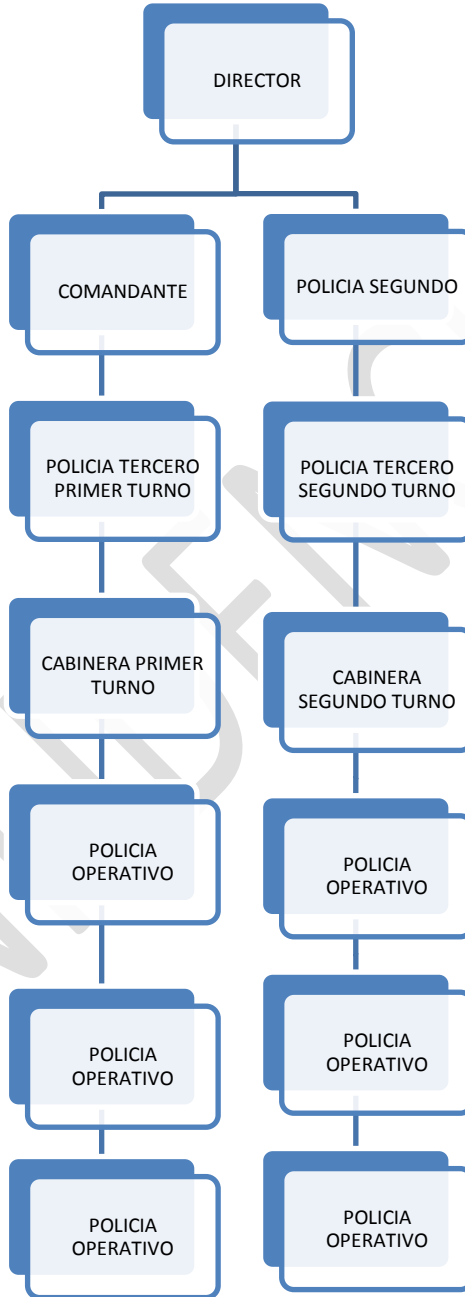 DIRECTOR
COMANDANTE
POLICIA SEGUNDO
POLICIA TERCERO
PRIMER TURNO
POLICIA TERCERO
SEGUNDO TURNO
CABINERA PRIMER
TURNO
CABINERA
SEGUNDO TURNO
POLICIA
OPERATIVO
POLICIA
OPERATIVO
POLICIA
OPERATIVO
POLICIA
OPERATIVO
POLICIA
OPERATIVO
POLICIA
OPERATIVO